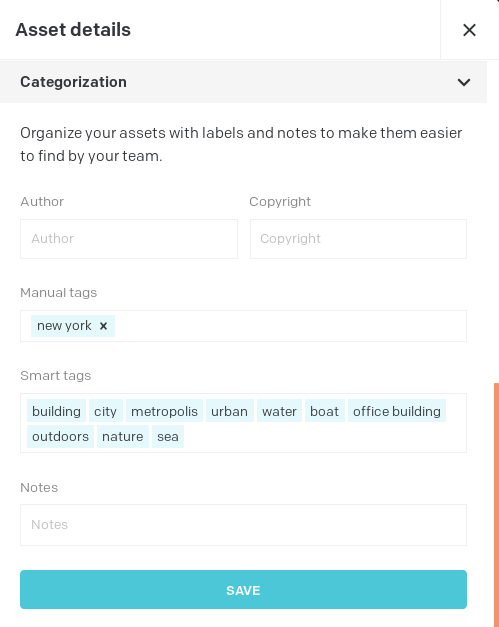 Asset details
Categorization
Organize your assets with labels and notes to make them easier
to find by your team.
Author Copyright
Author Copyright
Manual tags
new york ×
Smart tags
building city metropolis urban water boat office building
outdoors nature sea
Notes
Notes
SAVE